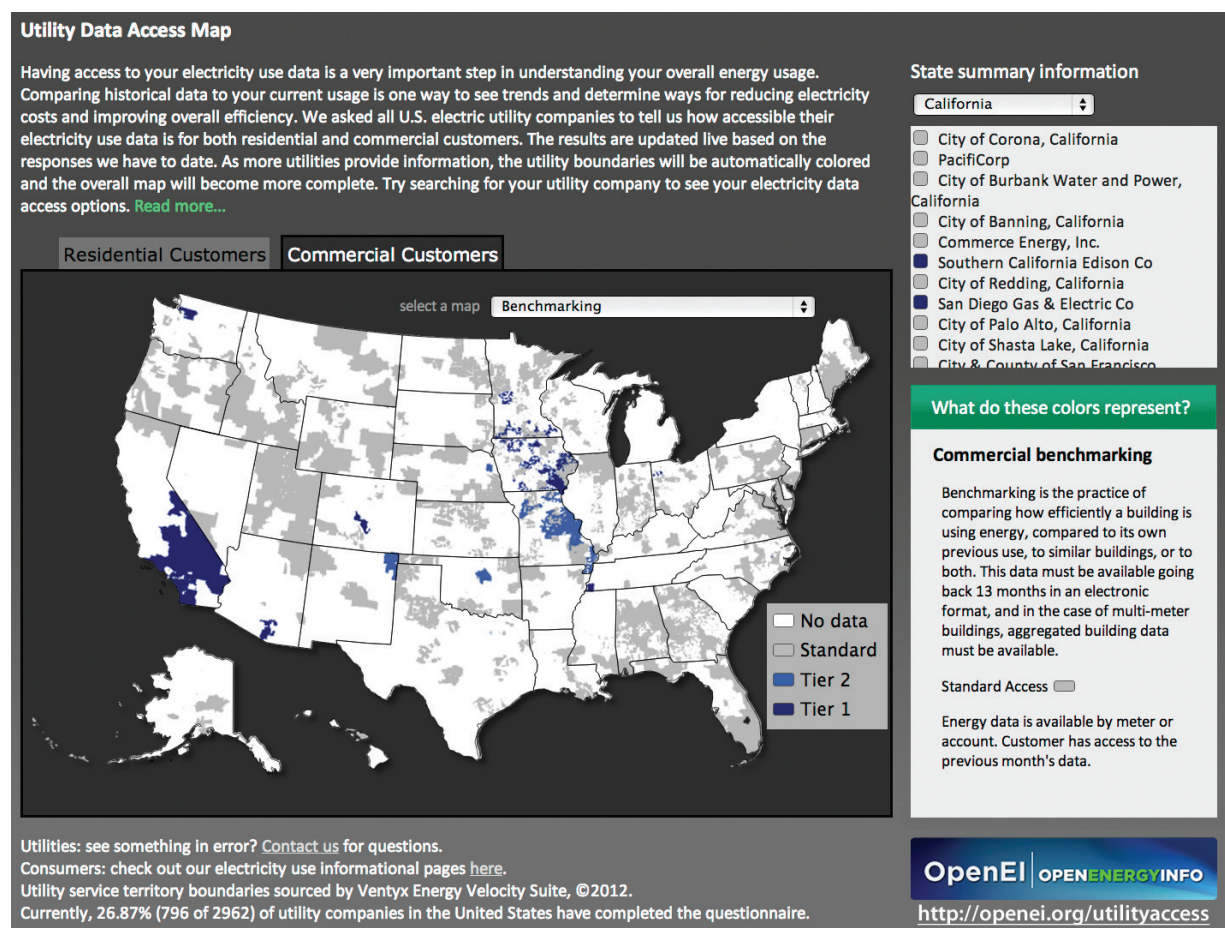 Utility Data Access Map
Having access to your electricity use data is a very important step in understanding your overall energy usage.
Comparing historical data to your current usage is one way to see trends and determine ways for reducing electricity
costs and improving overall efficiency. We asked all U.S. electric utility companies to tell us how accessible their
electricity use data is for both residential and commercial customers. The results are updated live based on the
responses we have to date. As more utilities provide information, the utility boundaries will be automatically colored
and the overall map will become more complete. Try searching for your utility company to see your electricity data
access options. Read more...
Residential Customers
Commercial Customers
select a map
Benchmarking
No data
Standard
Tier 2
Tier 1
State summary information
California
City of Corona, California
PacifiCorp
City of Burbank Water and Power,
California
City of Banning, California
Commerce Energy, Inc.
Southern California Edison Co
City of Redding, California
San Diego Gas & Electric Co
City of Palo Alto, California
City of Shasta Lake, California
City & County of San Francisco
What do these colors represent?
Commercial benchmarking
Benchmarking is the practice of
comparing how efficiently a building is
using energy, compared to its own
previous use, to similar buildings, or to
both. This data must be available going
back 13 months in an electronic
format, and in the case of multi-meter
buildings, aggregated building data
must be available.
Standard Access
Energy data is available by meter or
account. Customer has access to the
previous month's data.
Utilities: see something in error? Contact us for questions.
Consumers: check out our electricity use informational pages here.
Utility service territory boundaries sourced by Ventyx Energy Velocity Suite, ©2012.
Currently, 26.87% (796 of 2962) of utility companies in the United States have completed the questionnaire.
OpenEI OPENENERGYINFO
http://openei.org/utilityaccess